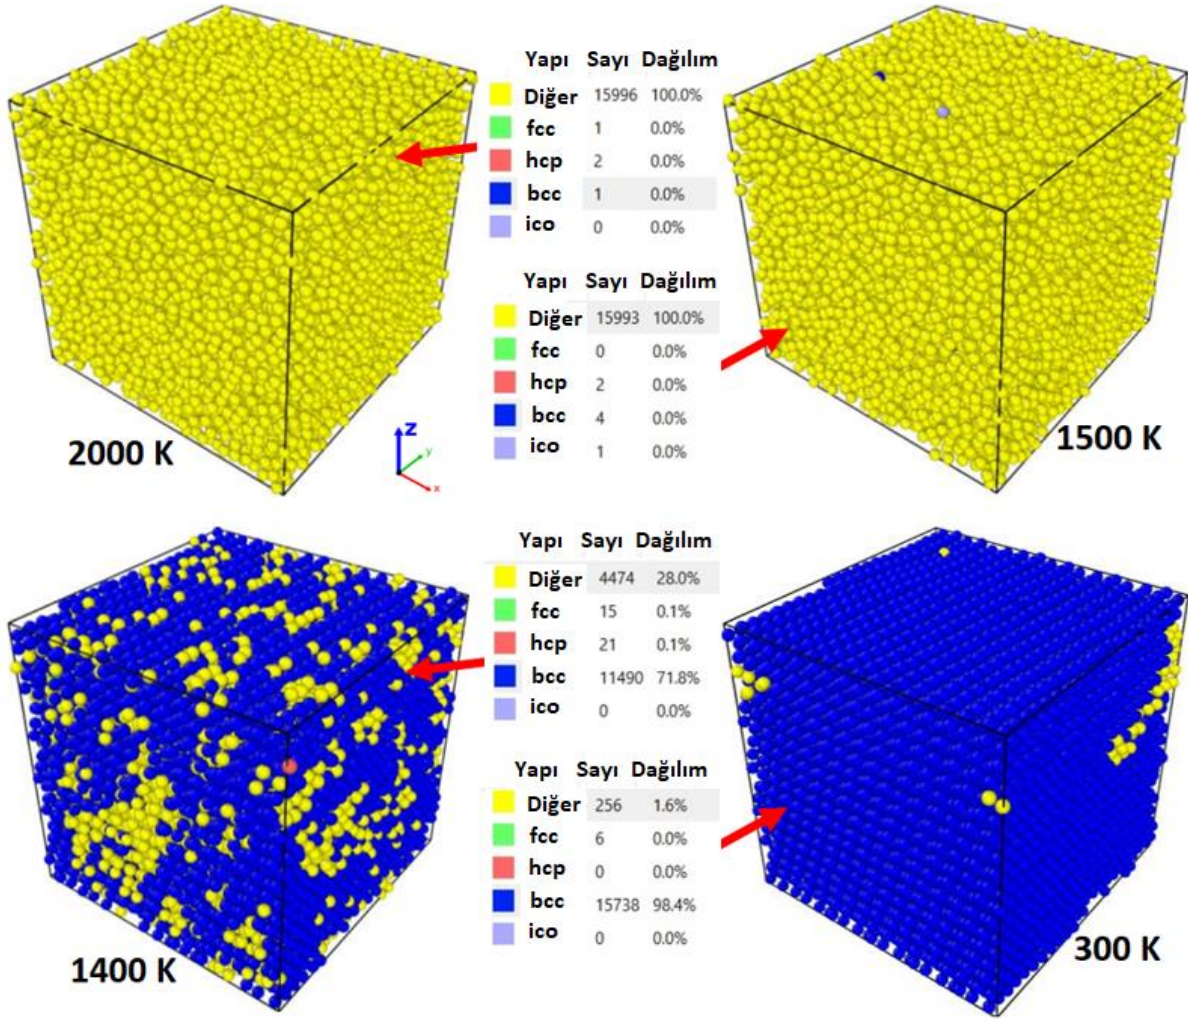 Yapı Sayı Dağılım
Diğer 15996 100.0%
fcc 1 0.0%
hcp 2 0.0%
bcc 1 0.0%
ico 0 0.0%
Yapı Sayı Dağılım
Diğer 15993 100.0%
fcc 0 0.0%
hcp 2 0.0%
bcc 4 0.0%
ico 1 0.0%
2000 K
z
y
x
1500 K
Yapı Sayı Dağılım
Diğer 4474 28.0%
fcc 15 0.1%
hcp 21 0.1%
bcc 11490 71.8%
ico 0 0.0%
Yapı Sayı Dağılım
Diğer 256 1.6%
fcc 6 0.0%
hcp 0 0.0%
bcc 15738 98.4%
ico 0 0.0%
1400 K
300 K